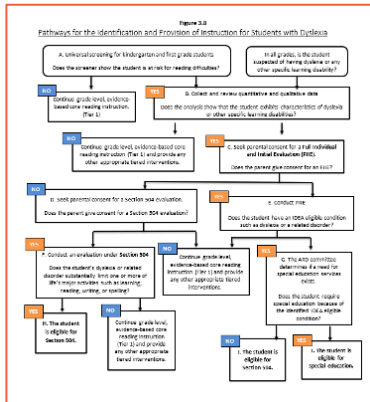 Figure 3.8
Pathways for the Identification and Provision of Instruction for Students with Dyslexia
A. Universal screening for kindergarten and first grade students
Does the screener show the student is at risk for reading difficulties?
In all grades, is the student
suspected of having dyslexia or any
other specific learning disability?
NO
Continue grade level, evidence-
based core reading instruction.
(Tier 1)
YES
B. Collect and review quantitative and qualitative data
Does the analysis show that the student exhibits characteristics of dyslexia
or other specific learning disabilities?
NO
Continue grade level, evidence-based core reading
instruction (Tier 1) and provide any other
appropriate tiered interventions.
YES
C. Seek parental consent for a Full Individual
and Initial Evaluation (FIIE).
Does the parent give consent for an FIIE?
NO
D. Seek parental consent for a Section 504 evaluation.
Does the parent give consent for a Section 504 evaluation?
YES
E. Conduct FIIE
Does the student have an IDEA eligible condition
such as dyslexia or a related disorder?
YES
F. Conduct an evaluation under Section 504
Does the student's dyslexia or related
disorder substantially limit one or more of
life's major activities such as learning,
reading, writing, or spelling?
NO
Continue grade level,
evidence-based core reading
instruction (Tier 1) and provide
any other appropriate tiered
interventions.
YES
G. The ARD committee
determines if a need for
special education services
exists.
Does the student require
special education because of
the identified IDEA eligible
condition?
YES
H. The student
is eligible for
Section 504.
NO
Continue grade level,
evidence-based core
reading instruction
(Tier 1) and provide
any other appropriate
tiered interventions.
NO
The student is
eligible for
Section 504.
YES
The student is
eligible for
special education.